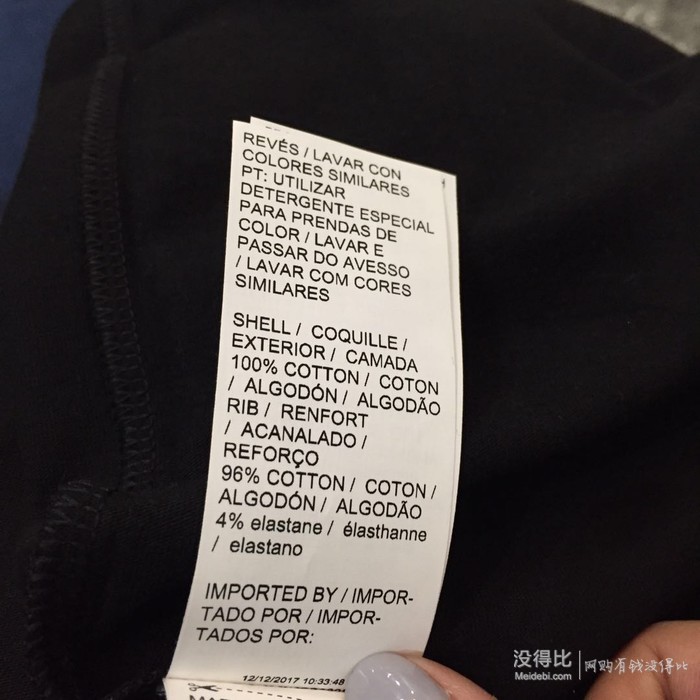 REVÉS / LAVAR CON
COLORES SIMILARES
PT: UTILIZAR
DETERGENTE ESPECIAL
PARA PRENDAS DE
COLOR / LAVAR E
PASSAR DO AVESSO
/ LAVAR COM CORES
SIMILARES
SHELL / COQUILLE /
EXTERIOR / CAMADA
100% COTTON / COTON
/ ALGODÓN / ALGODÃO
RIB / RENFORT
/ ACANALADO /
REFORÇO
96% COTTON / COTON /
ALGODÓN / ALGODÃO
4% elastane / élasthanne
/ elastano
IMPORTED BY / IMPOR-
TADO POR / IMPOR-
TADOS POR:
12/12/2017 10:33:48
没得比
Meidebi.com
网购有钱没得比